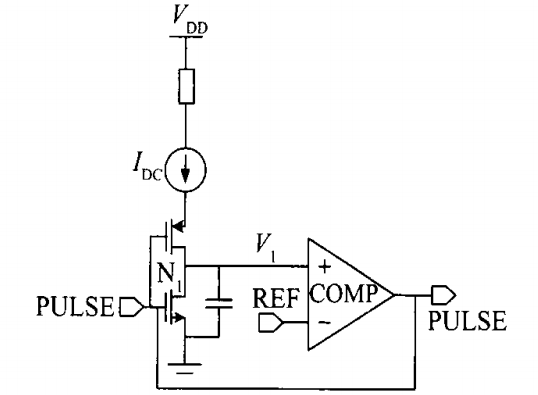 V_DD
I_DC
V_1
N_1
+
PULSE
REF
COMP
−
PULSE